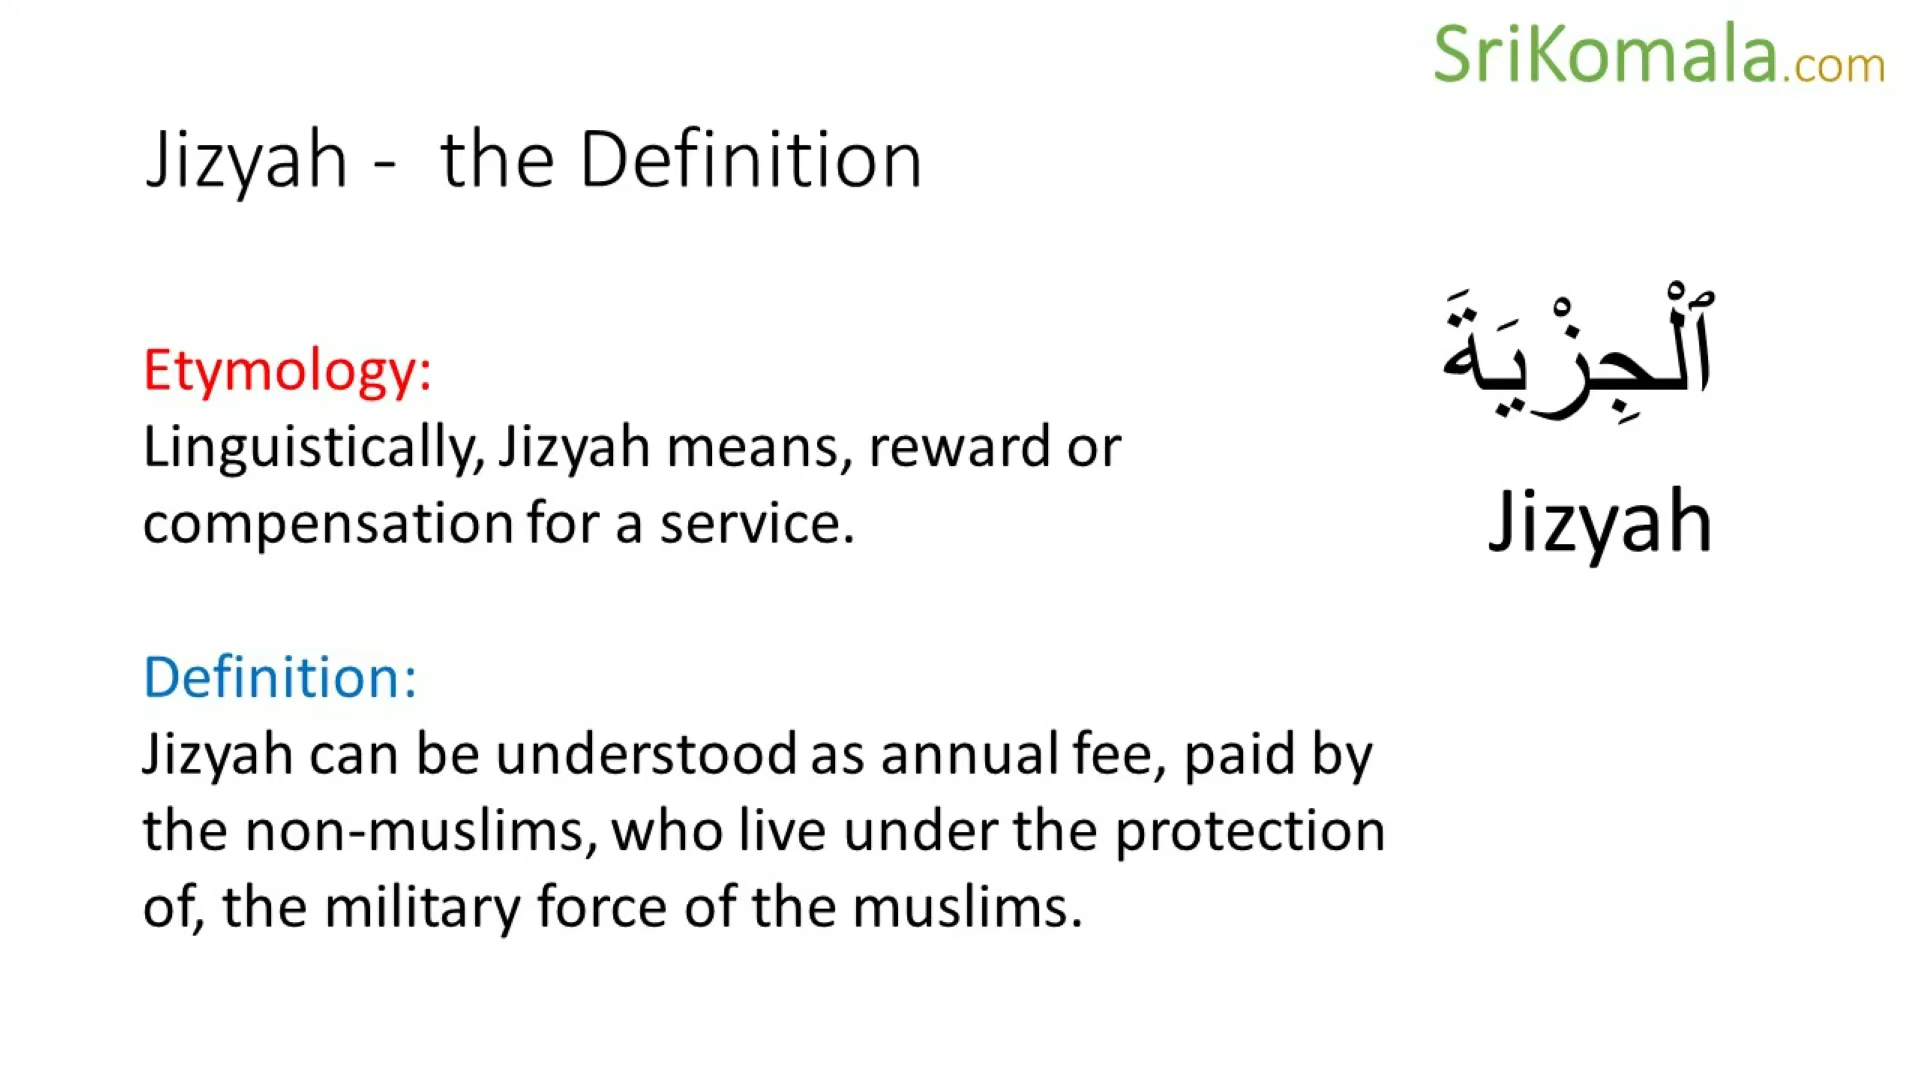 SriKomala.com
Jizyah - the Definition
ٱلْجِزْيَةَ
Jizyah
Etymology:
Linguistically, Jizyah means, reward or
compensation for a service.
Definition:
Jizyah can be understood as annual fee, paid by
the non-muslims, who live under the protection
of, the military force of the muslims.